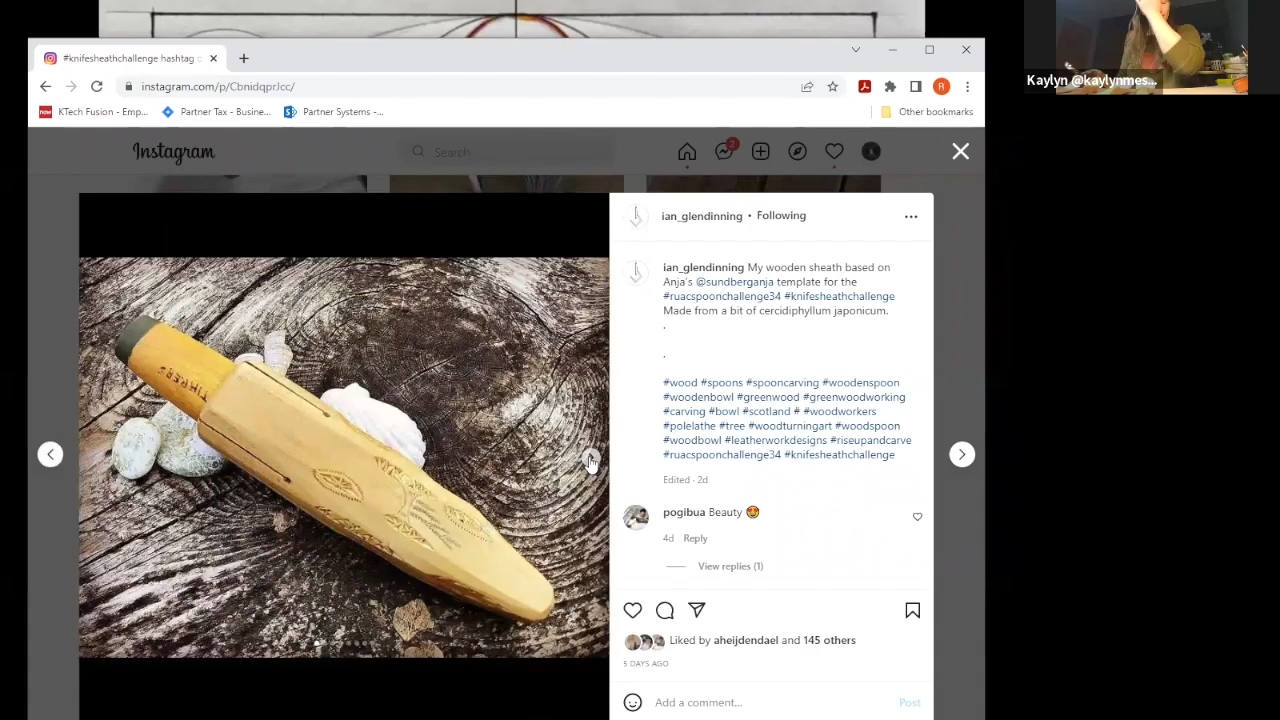 #knifesheathchallenge hashtag
instagram.com/p/CbnidqprJcc/
KTech Fusion - Emp...
Partner Tax - Busine...
Partner Systems -...
Other bookmarks
Kaylyn @kaylynmes...
Instagram
Search
2
ian_glendinning • Following
ian_glendinning My wooden sheath based on
Anja's @sundberganja template for the
#ruacspoonchallenge34 #knifesheathchallenge
Made from a bit of cercidiphyllum japonicum.
.
.
#wood #spoons #spooncarving #woodenspoon
#woodenbowl #greenwood #greenwoodworking
#carving #bowl #scotland # #woodworkers
#polelathe #tree #woodturningart #woodspoon
#woodbowl #leatherworkdesigns #riseupandcarve
#ruacspoonchallenge34 #knifesheathchallenge
Edited · 2d
pogibua Beauty 😍
4d Reply
View replies (1)
Liked by aheijdendael and 145 others
5 DAYS AGO
Add a comment...
Post